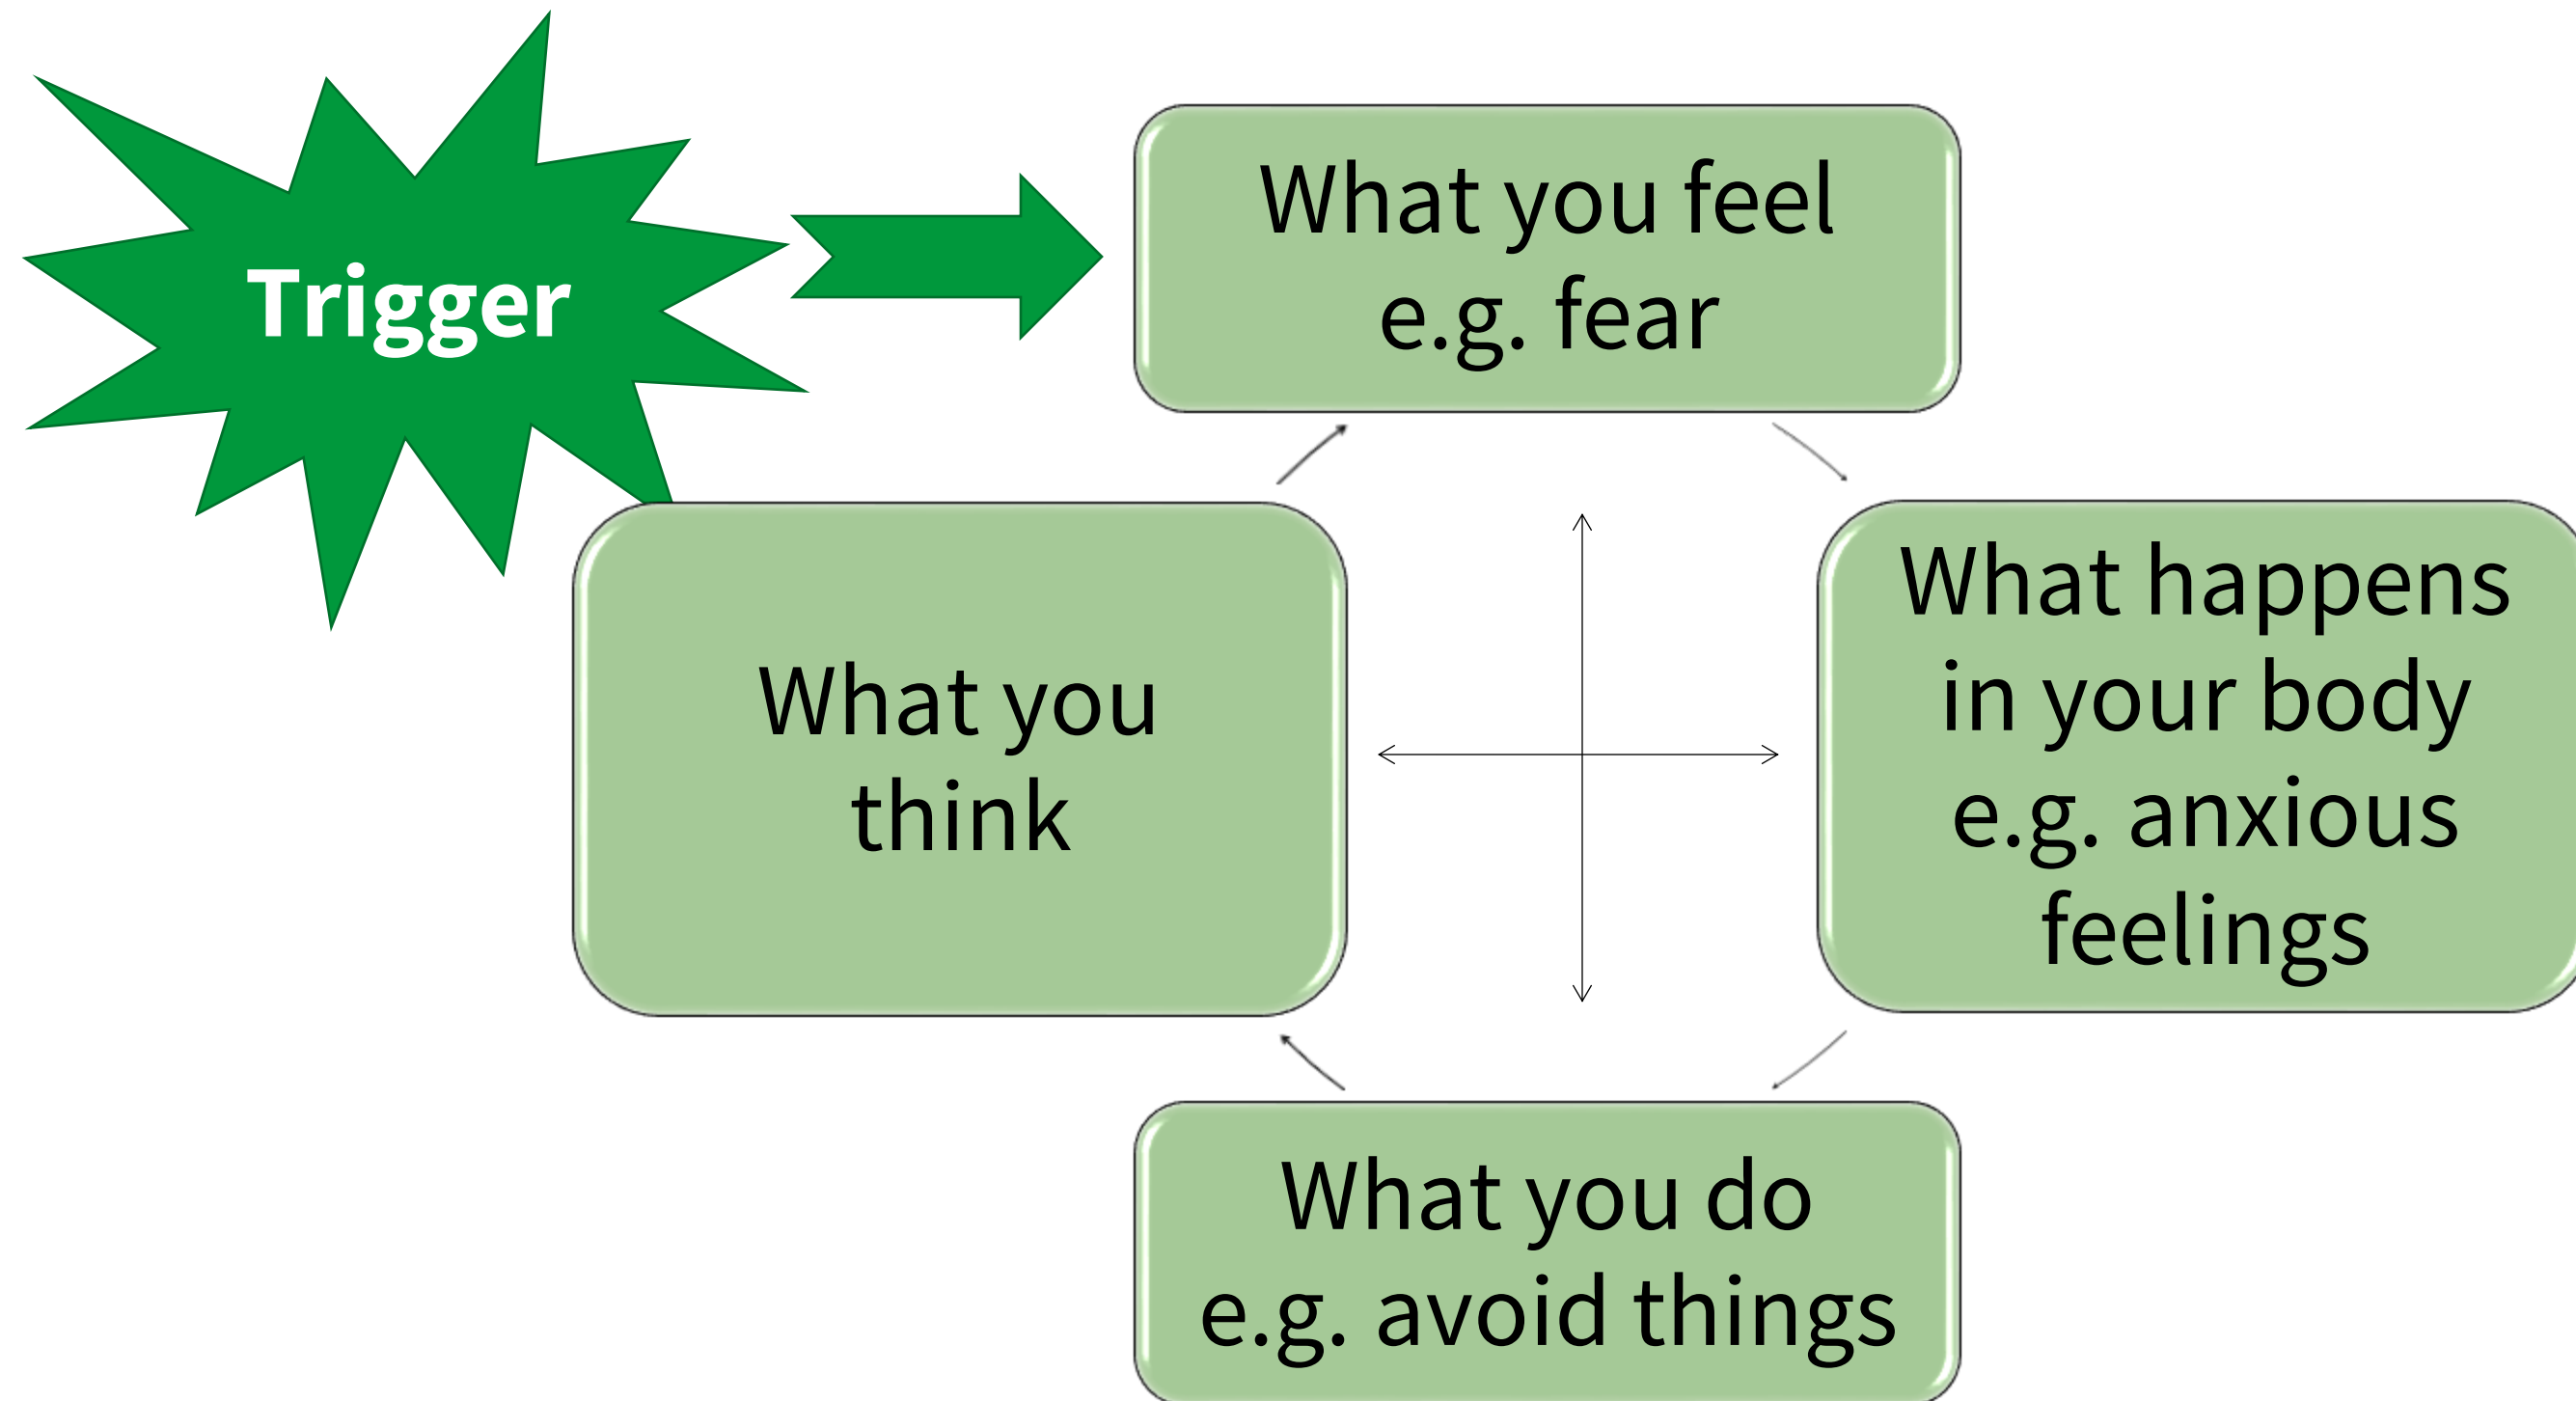 Trigger
What you feel
e.g. fear
What happens
in your body
e.g. anxious
feelings
What you do
e.g. avoid things
What you
think